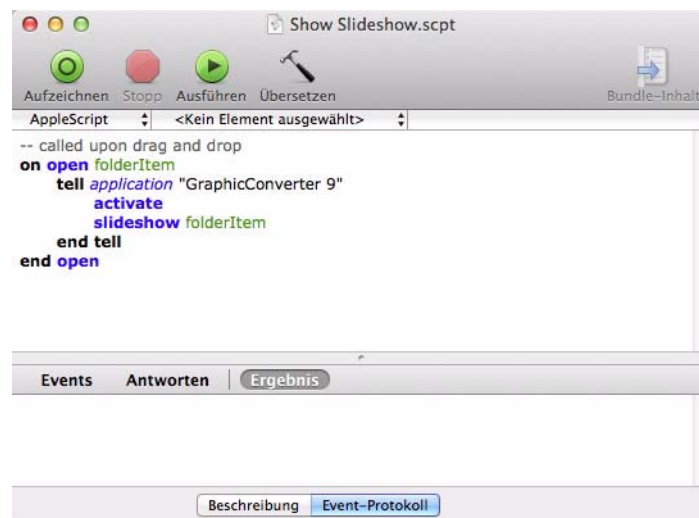 Show Slideshow.scpt
Aufzeichnen Stopp Ausführen Übersetzen Bundle-Inhalt
AppleScript <Kein Element ausgewählt>
-- called upon drag and drop
on open folderItem
tell application "GraphicConverter 9"
activate
slideshow folderItem
end tell
end open
Events Antworten Ergebnis
Beschreibung Event-Protokoll